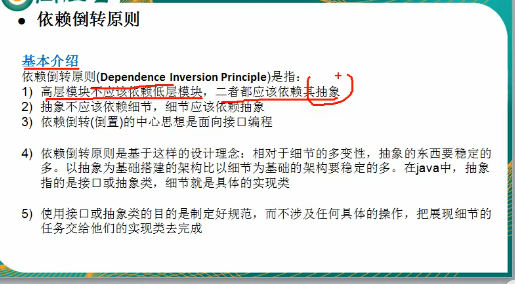 ● 依赖倒转原则
基本介绍
依赖倒转原则(Dependence Inversion Principle)是指：
1) 高层模块不应该依赖低层模块，二者都应该依赖其抽象
2) 抽象不应该依赖细节，细节应该依赖抽象
3) 依赖倒转(倒置)的中心思想是面向接口编程
4) 依赖倒转原则是基于这样的设计理念：相对于细节的多变性，抽象的东西要稳定的
多。以抽象为基础搭建的架构比以细节为基础的架构要稳定的多。在java中，抽象
指的是接口或抽象类，细节就是具体的实现类
5) 使用接口或抽象类的目的是制定好规范，而不涉及任何具体的操作，把展现细节的
任务交给他们的实现类去完成